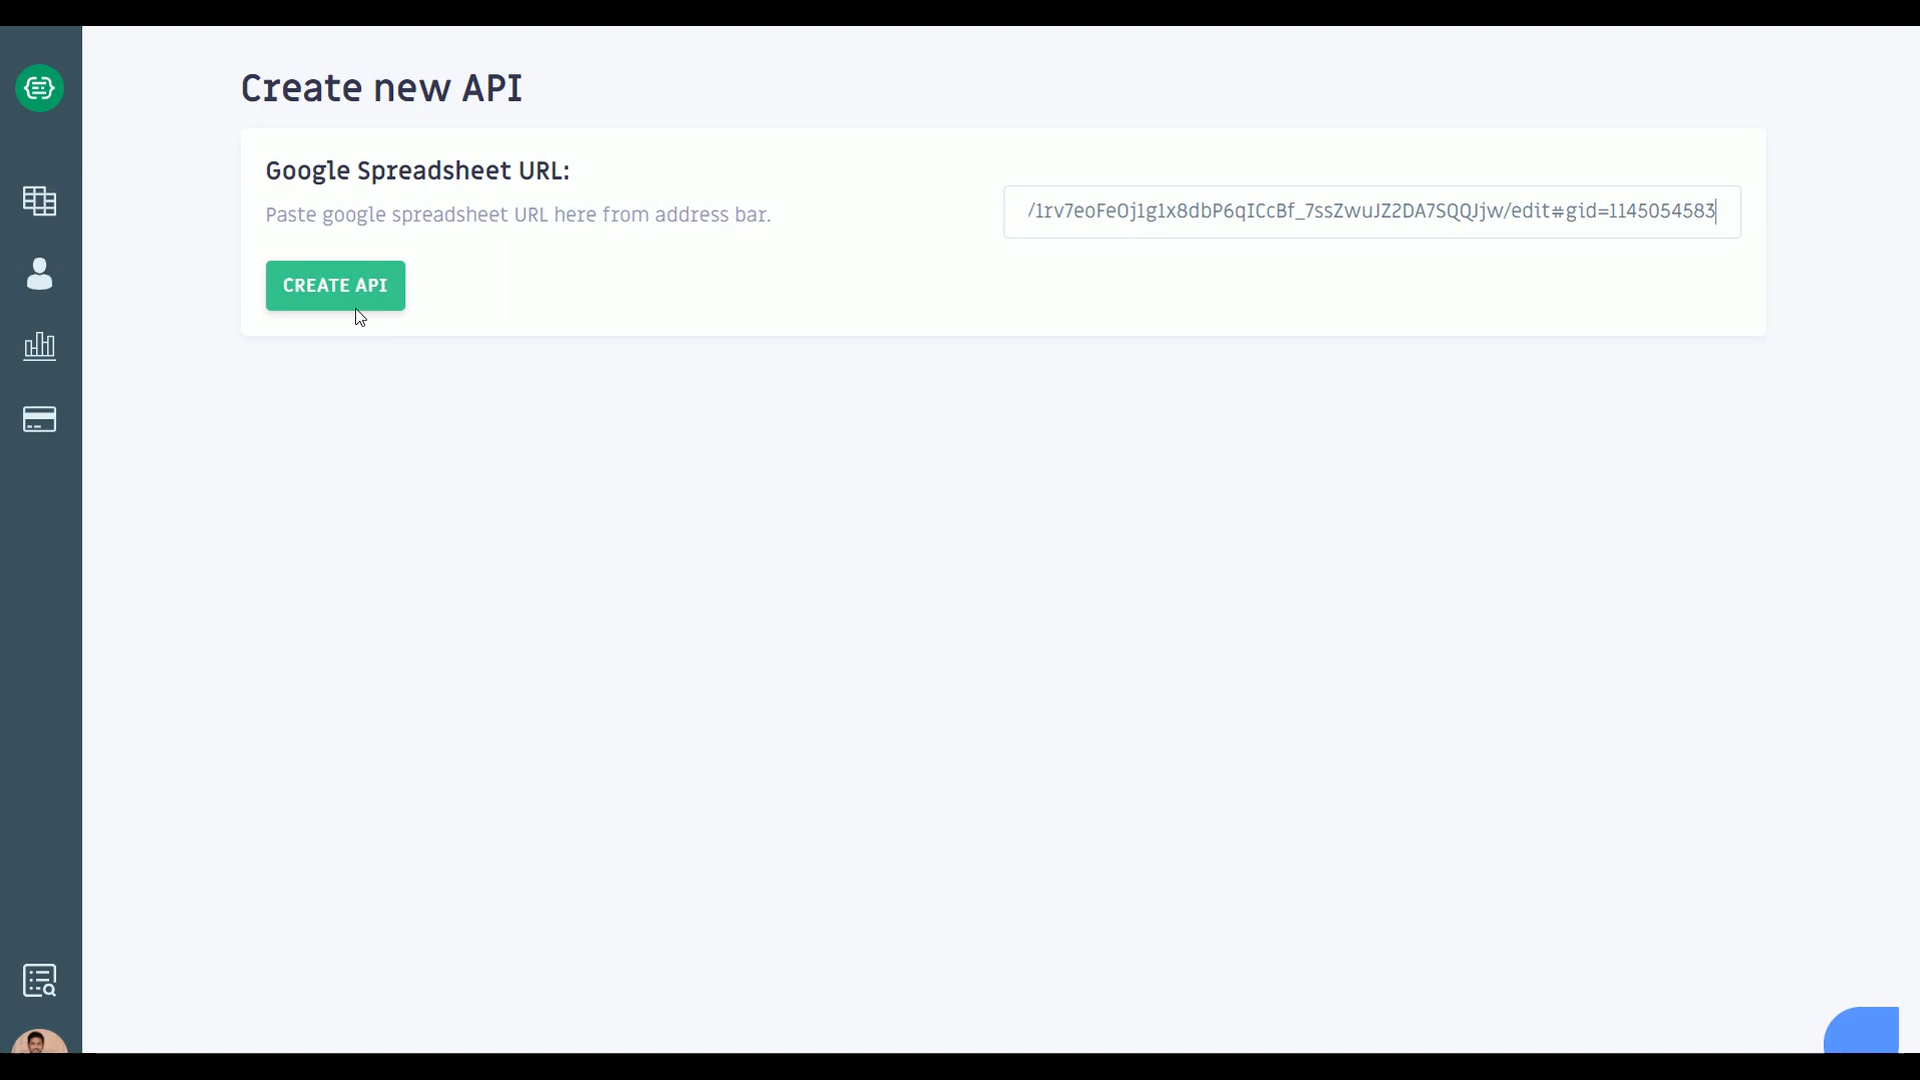 Create new API
Google Spreadsheet URL:
Paste google spreadsheet URL here from address bar.
/1rv7eoFeOj1g1x8dbP6qICcBf_7ssZwuJZ2DA7SQQJjw/edit#gid=1145054583
CREATE API